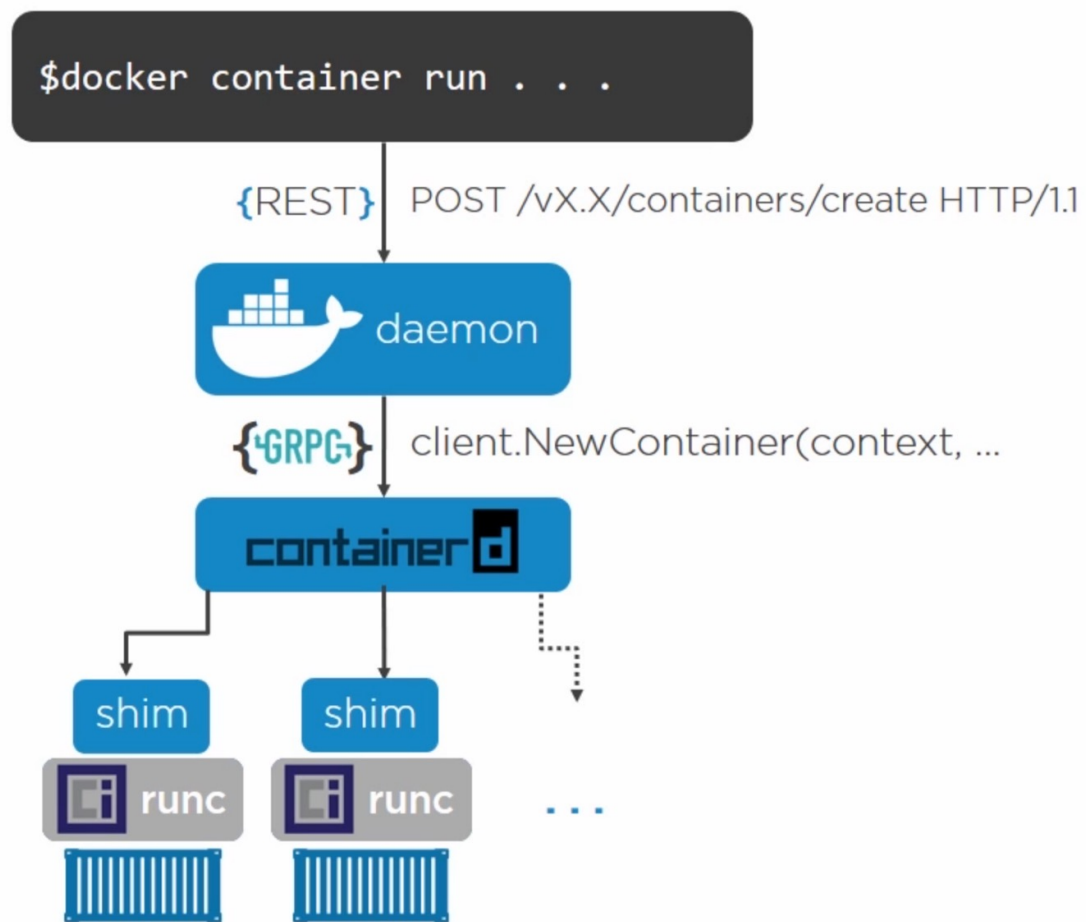 $docker container run . . .
{REST} POST /vX.X/containers/create HTTP/1.1
daemon
{GRPC} client.NewContainer(context, ...
containerd
shim shim
runc runc
...